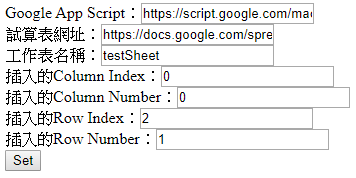 Google App Script：https://script.google.com/mac
試算表網址：https://docs.google.com/spre
工作表名稱：testSheet
插入的Column Index：0
插入的Column Number：0
插入的Row Index：2
插入的Row Number：1
Set